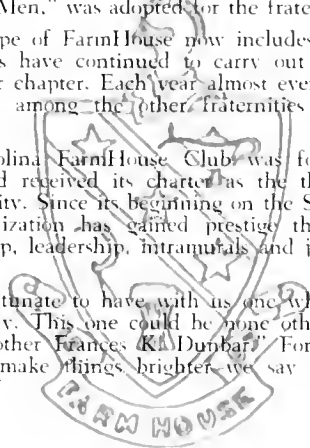 Men," was adopted for the frate
pe of FarmHouse now includes
s have continued to carry out
r chapter. Each year almost ever
among the other fraternities
olina FarmHouse Club was fo
d received its charter as the th
ity. Since its beginning on the S
ization has gained prestige th
p, leadership, intramurals and i
tunate to have with us one wh
y. This one could be none oth
other Frances K. Dunbar." For
make things brighter we say
FARM HOUSE